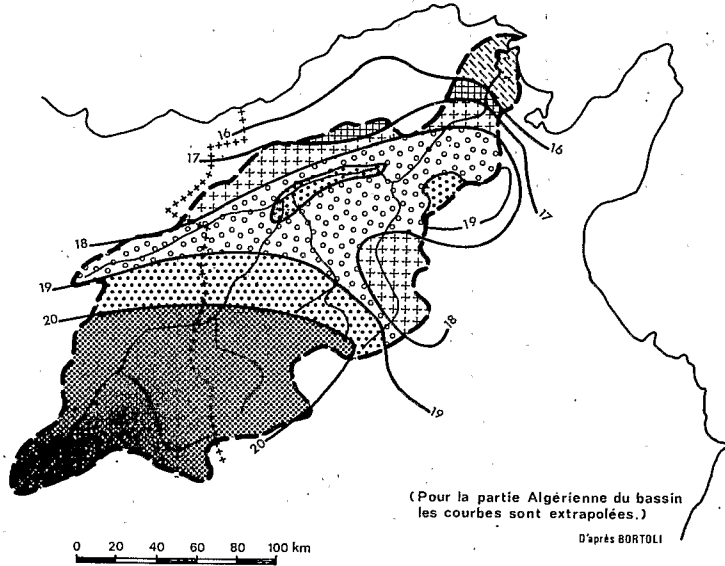 16
17
16
17
18
19
19
20
18
19
20
(Pour la partie Algérienne du bassin
les courbes sont extrapolées.)
D'après BORTOLI
0 20 40 60 80 100 km